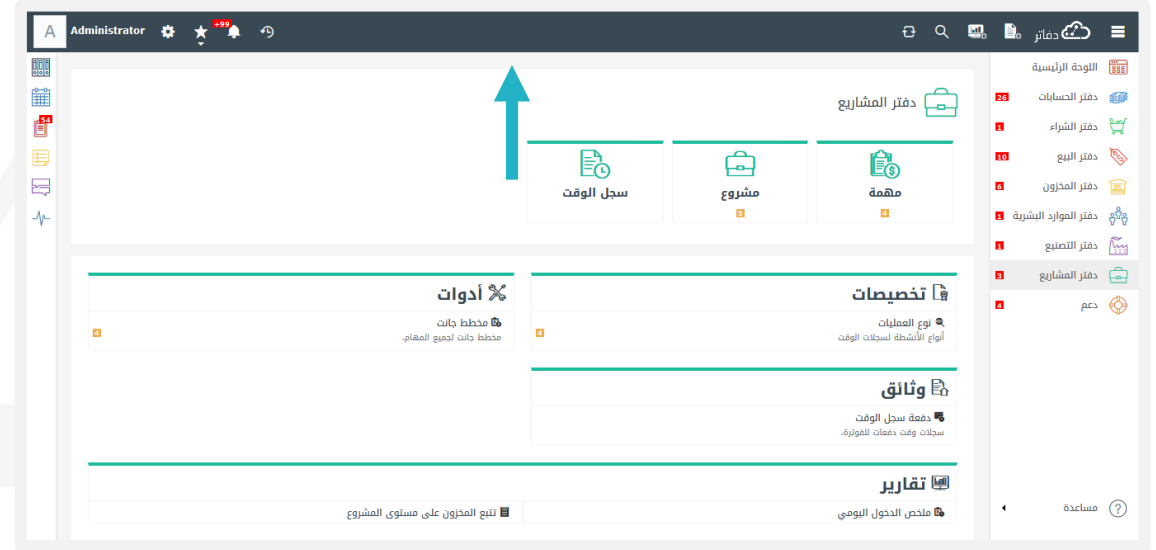 دفاتر
+99
Administrator
A
اللوحة الرئيسية
دفتر الحسابات 26
دفتر الشراء 1
دفتر البيع 10
دفتر المخزون 6
دفتر الموارد البشرية 1
دفتر التصنيع 1
دفتر المشاريع 3
دعم 4
مساعدة
دفتر المشاريع
مهمة
4
مشروع
5
سجل الوقت
تخصيصات
نوع العمليات
أنواع الأنشطة لسجلات الوقت
4
أدوات
مخطط جانت
مخطط جانت لجميع المهام.
4
وثائق
دفعة سجل الوقت
سجلات وقت دفعات للفوترة.
تقارير
ملخص الدخول اليومي
تتبع المخزون على مستوى المشروع
54